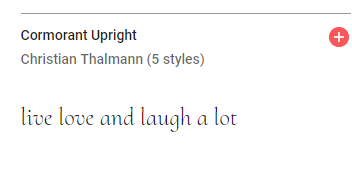 Cormorant Upright
Christian Thalmann (5 styles)
live love and laugh a lot